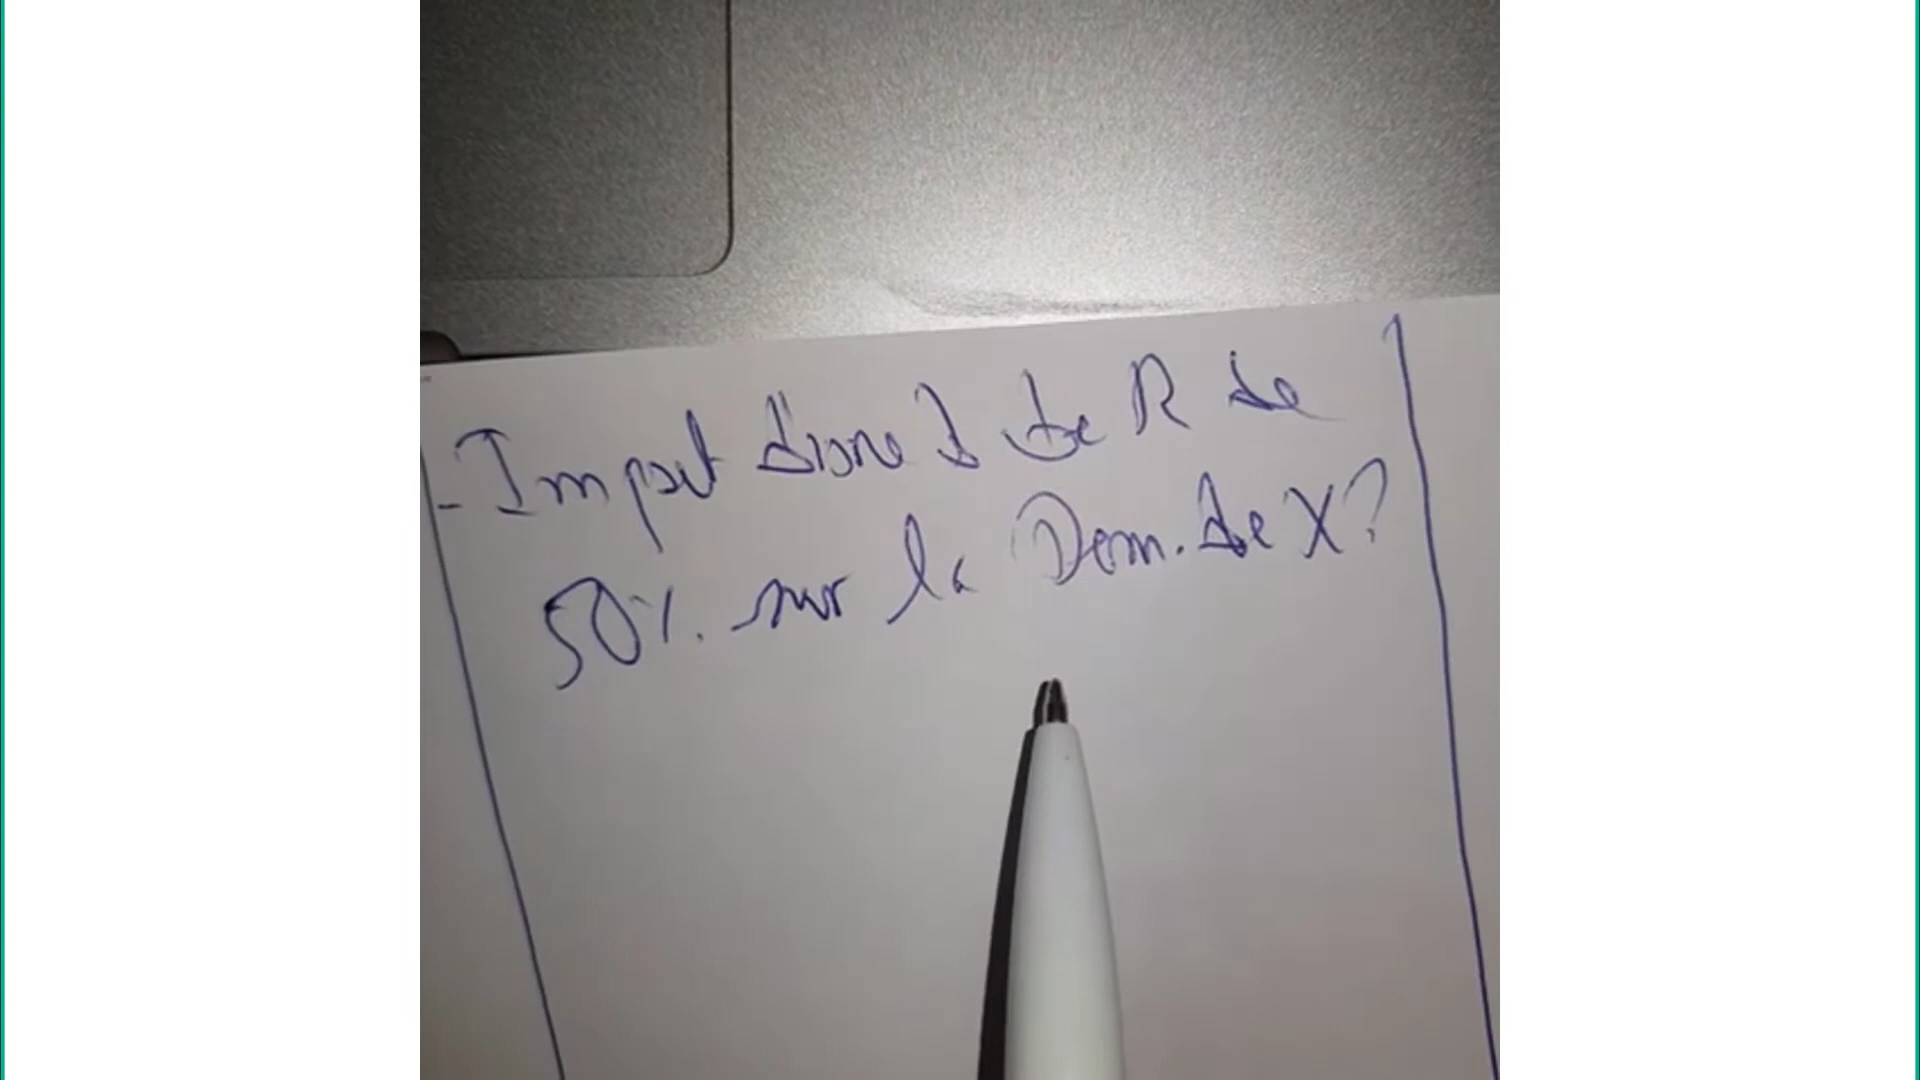 - Impact d'une ↓ de R de
50%. sur la Dem. de X?